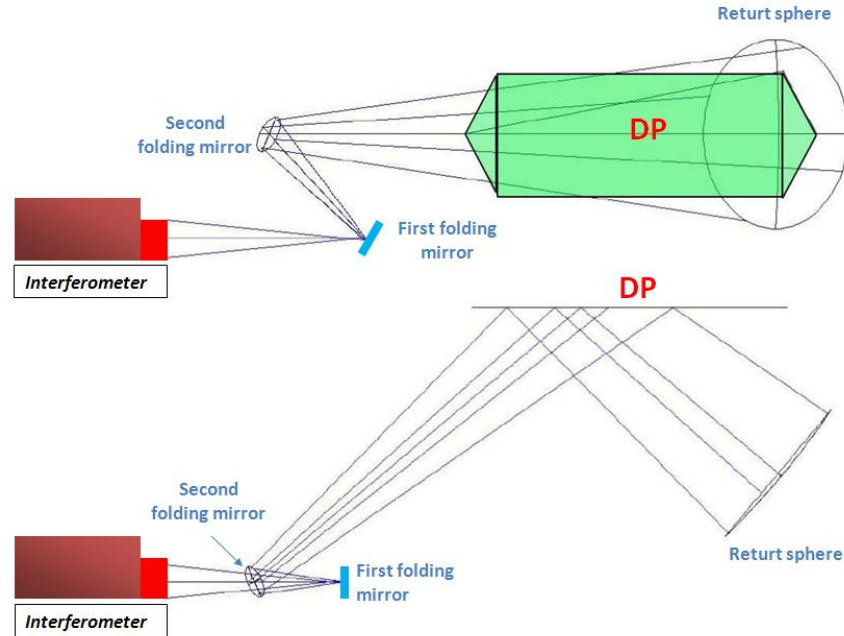 Returt sphere
Second
folding mirror
DP
First folding
mirror
Interferometer
DP
Second
folding mirror
First folding
mirror
Returt sphere
Interferometer